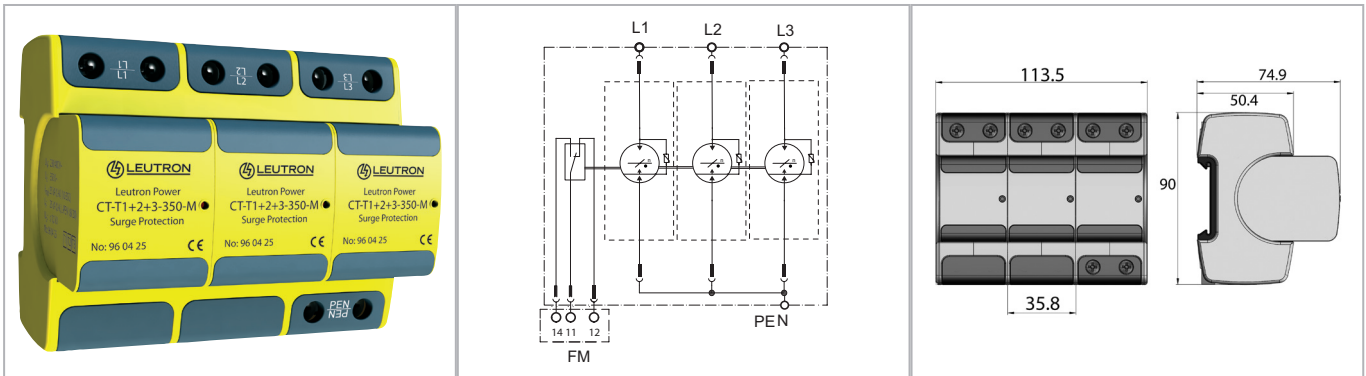 L1
L1
L2
L2
L3
L3
LEUTRON
Leutron Power
CT-T1+2+3-350-M
Surge Protection
No: 96 04 25
CE
LEUTRON
Leutron Power
CT-T1+2+3-350-M
Surge Protection
No: 96 04 25
CE
LEUTRON
Leutron Power
CT-T1+2+3-350-M
Surge Protection
No: 96 04 25
CE
PEN
PEN
L1 L2 L3
14 11 12
FM
PEN
113.5
35.8
74.9
50.4
90